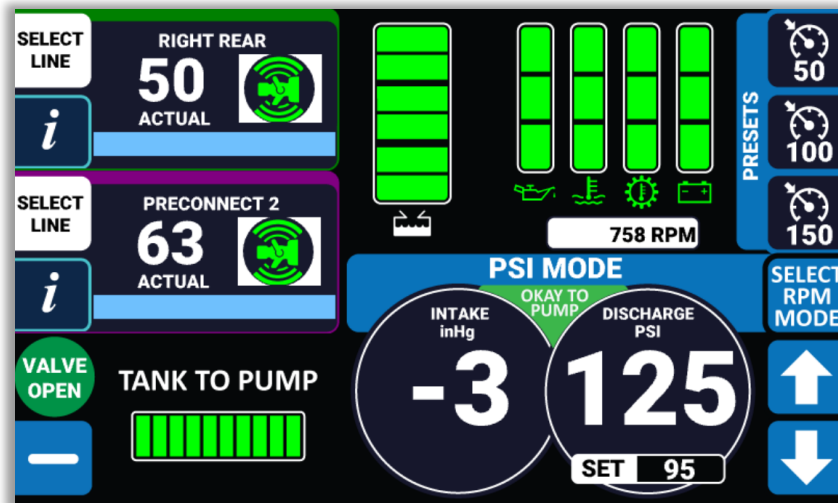 SELECT
LINE
i
RIGHT REAR
50
ACTUAL
SELECT
LINE
i
PRECONNECT 2
63
ACTUAL
VALVE
OPEN
TANK TO PUMP
758 RPM
PSI MODE
OKAY TO
PUMP
INTAKE
inHg
-3
DISCHARGE
PSI
125
SET 95
PRESETS
50
100
150
SELECT
RPM
MODE